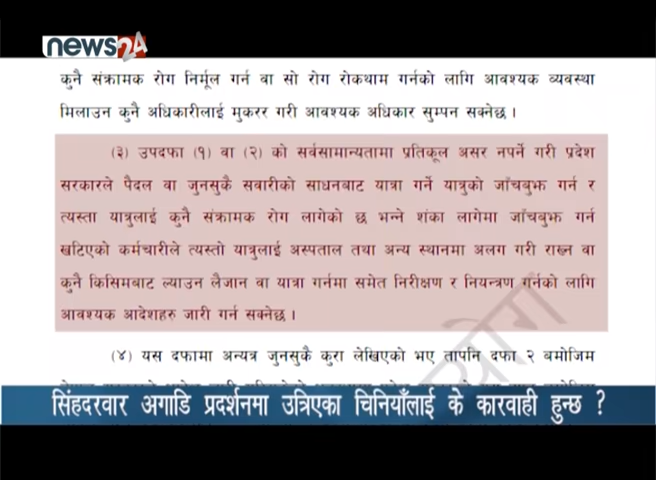 news24
कुनै संक्रामक रोग निर्मूल गर्न वा सो रोग रोकथाम गर्नको लागि आवश्यक व्यवस्था
मिलाउन कुनै अधिकारीलाई मुकरर गरी आवश्यक अधिकार सुम्पन सक्नेछ ।
(३) उपदफा (१) वा (२) को सर्वसामान्यतामा प्रतिकूल असर नपर्ने गरी प्रदेश
सरकारले पैदल वा जुनसुकै सवारीको साधनबाट यात्रा गर्ने यात्रुको जाँचबुझ गर्न र
त्यस्ता यात्रुलाई कुनै संक्रामक रोग लागेको छ भन्ने शंका लागेमा जाँचबुझ गर्न
खटिएको कर्मचारीले त्यस्तो यात्रुलाई अस्पताल तथा अन्य स्थानमा अलग गरी राख्न वा
कुनै किसिमबाट ल्याउन लैजान वा यात्रा गर्नमा समेत निरीक्षण र नियन्त्रण गर्नको लागि
आवश्यक आदेशहरु जारी गर्न सक्नेछ ।
(४) यस दफामा अन्यत्र जुनसुकै कुरा लेखिएको भए तापनि दफा २ बमोजिम
सिंहदरवार अगाडि प्रदर्शनमा उत्रिएका चिनियाँलाई के कारवाही हुन्छ ?